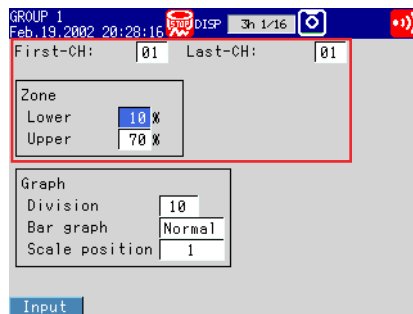 GROUP 1
Feb.19.2002 20:28:16 STOP DISP 3h 1/16
First-CH: 01 Last-CH: 01
Zone
Lower 10 %
Upper 70 %
Graph
Division 10
Bar graph Normal
Scale position 1
Input